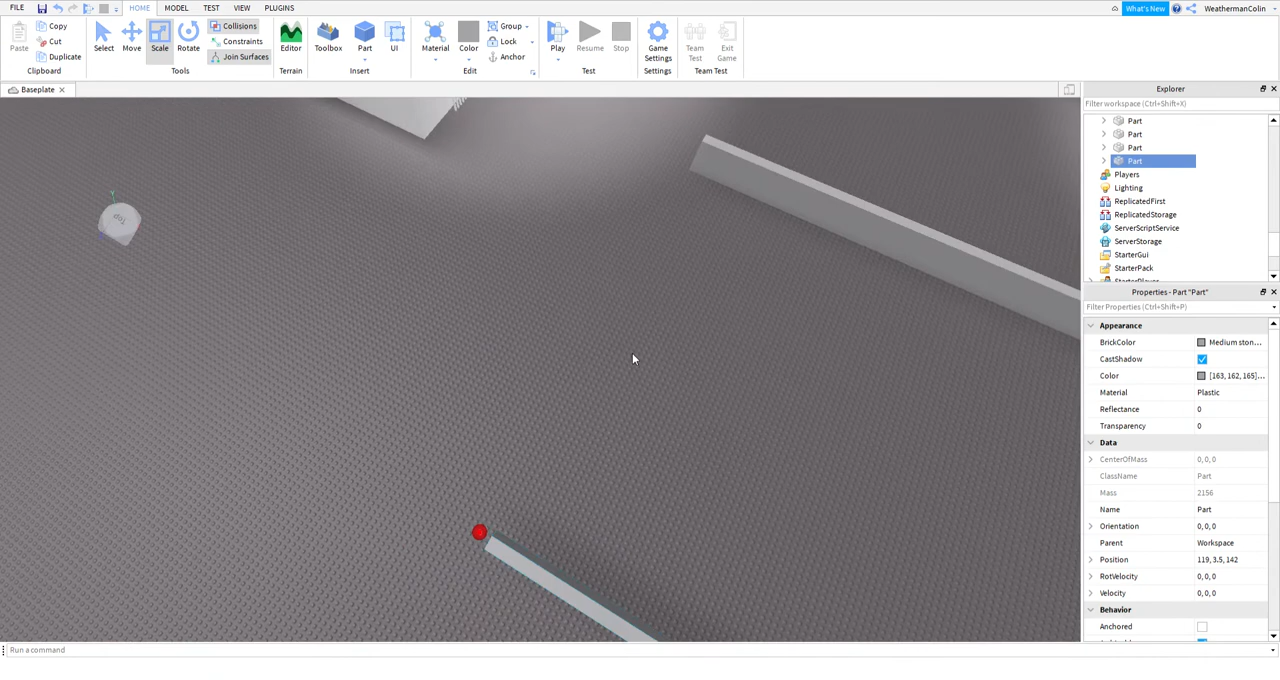 FILE HOME MODEL TEST VIEW PLUGINS What's New WeathermanColin
Paste Copy Cut Duplicate Select Move Scale Rotate Collisions Constraints Join Surfaces Editor Toolbox Part UI Material Color Group Lock Anchor Play Resume Stop Game Settings Team Test Exit Game
Clipboard Tools Terrain Insert Edit Test Settings Team Test
Baseplate
Top
Y
Explorer
Filter workspace (Ctrl+Shift+X)
Part
Part
Part
Part
Players
Lighting
ReplicatedFirst
ReplicatedStorage
ServerScriptService
ServerStorage
StarterGui
StarterPack
StarterPlayer
Properties - Part "Part"
Filter Properties (Ctrl+Shift+P)
Appearance
BrickColor Medium ston...
CastShadow
Color [163, 162, 165]...
Material Plastic
Reflectance 0
Transparency 0
Data
CenterOfMass 0, 0, 0
ClassName Part
Mass 2156
Name Part
Orientation 0, 0, 0
Parent Workspace
Position 119, 3.5, 142
RotVelocity 0, 0, 0
Velocity 0, 0, 0
Behavior
Anchored
Run a command